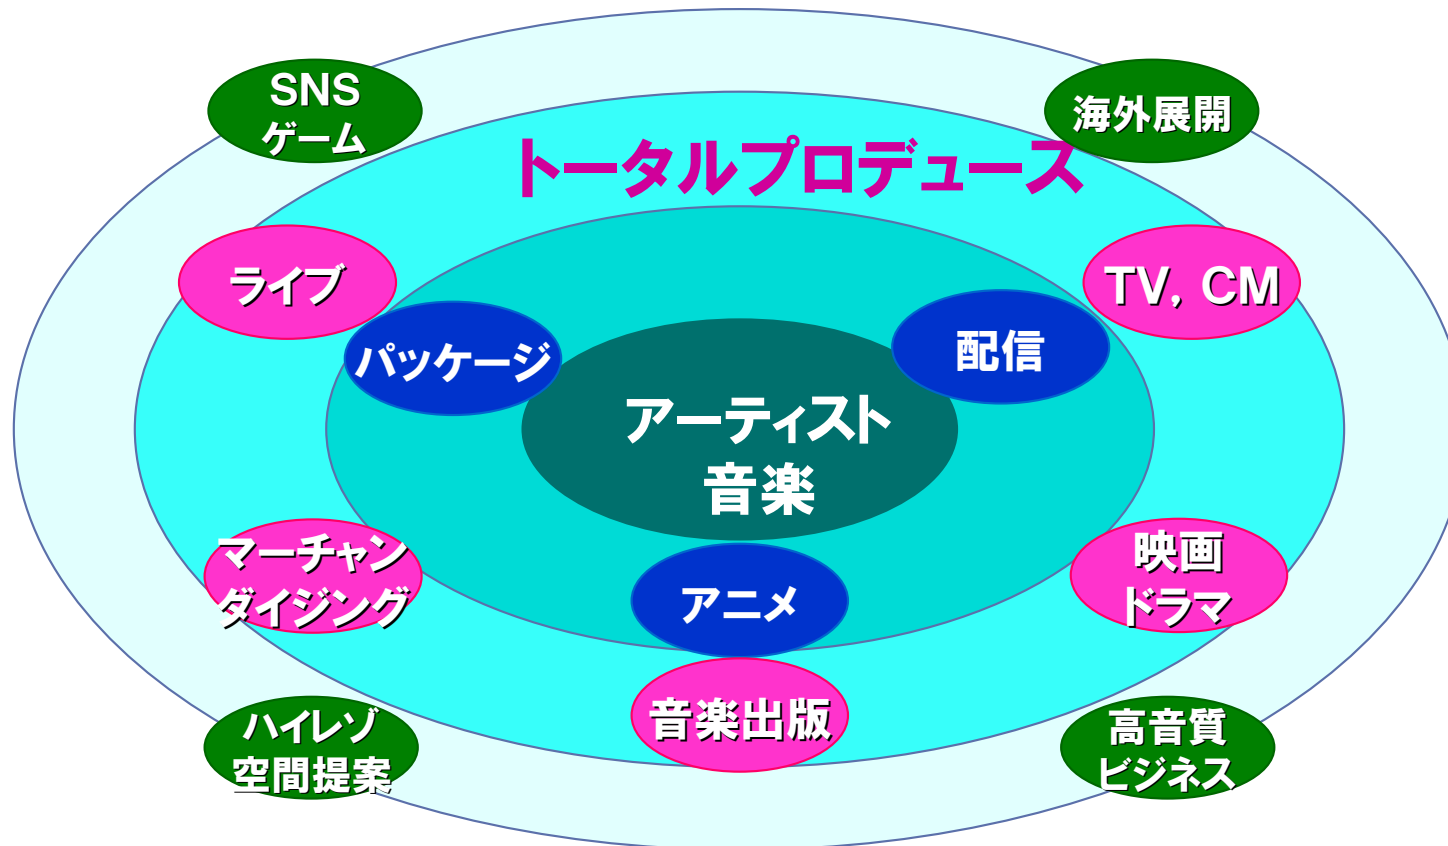 SNS
ゲーム
海外展開
トータルプロデュース
ライブ
TV, CM
パッケージ
配信
アーティスト
音楽
マーチャン
ダイジング
アニメ
映画
ドラマ
音楽出版
ハイレゾ
空間提案
高音質
ビジネス